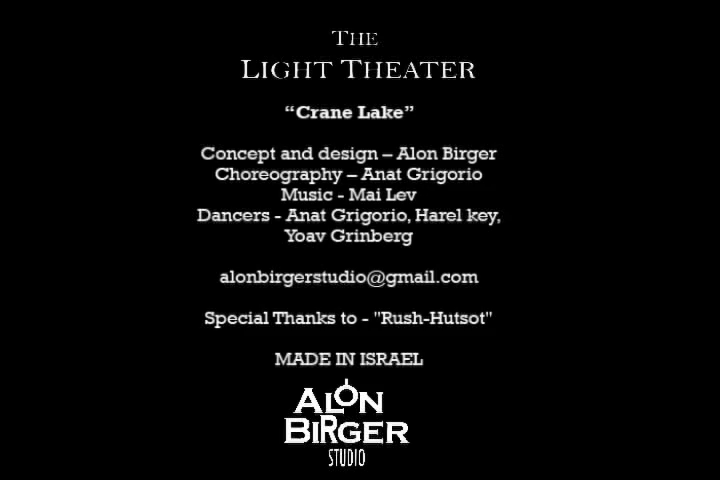 THE
LIGHT THEATER
“Crane Lake”
Concept and design – Alon Birger
Choreography – Anat Grigorio
Music - Mai Lev
Dancers - Anat Grigorio, Harel key,
Yoav Grinberg
alonbirgerstudio@gmail.com
Special Thanks to - "Rush-Hutsot"
MADE IN ISRAEL
ALON
BIRGER
STUDIO